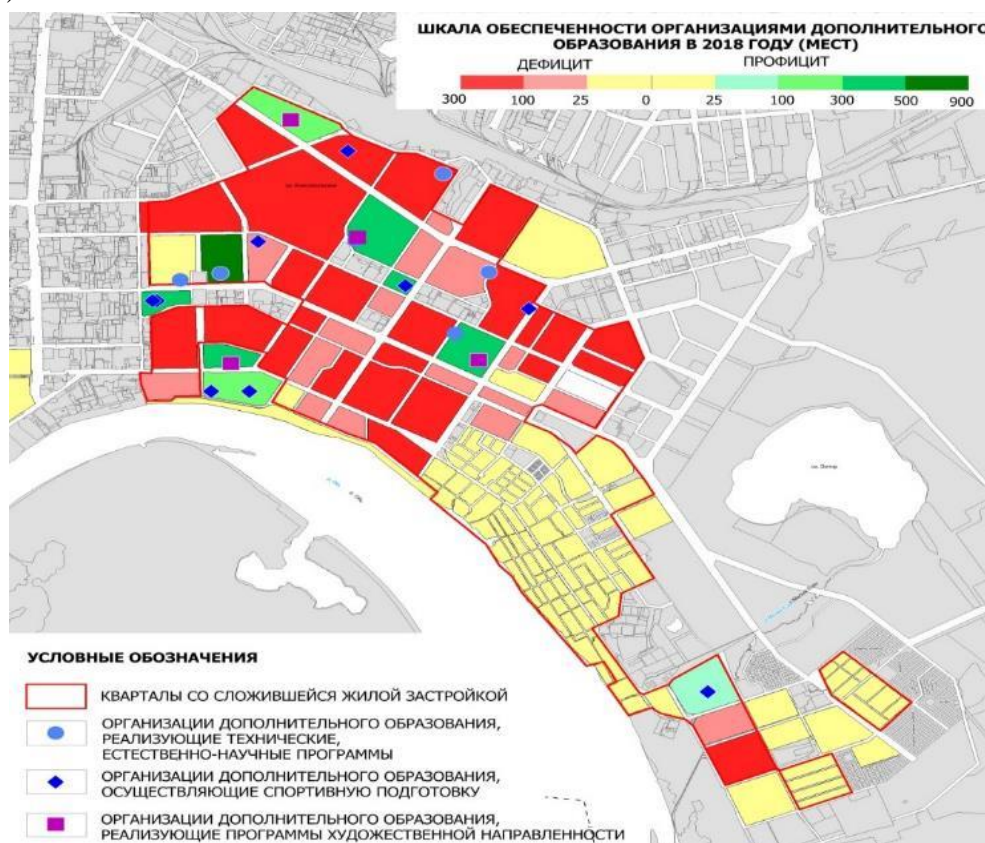 ШКАЛА ОБЕСПЕЧЕННОСТИ ОРГАНИЗАЦИЯМИ ДОПОЛНИТЕЛЬНОГО
ОБРАЗОВАНИЯ В 2018 ГОДУ (МЕСТ)
ДЕФИЦИТ ПРОФИЦИТ
300 100 25 0 25 100 300 500 900
УСЛОВНЫЕ ОБОЗНАЧЕНИЯ
КВАРТАЛЫ СО СЛОЖИВШЕЙСЯ ЖИЛОЙ ЗАСТРОЙКОЙ
ОРГАНИЗАЦИИ ДОПОЛНИТЕЛЬНОГО ОБРАЗОВАНИЯ,
РЕАЛИЗУЮЩИЕ ТЕХНИЧЕСКИЕ,
ЕСТЕСТВЕННО-НАУЧНЫЕ ПРОГРАММЫ
ОРГАНИЗАЦИИ ДОПОЛНИТЕЛЬНОГО ОБРАЗОВАНИЯ,
ОСУЩЕСТВЛЯЮЩИЕ СПОРТИВНУЮ ПОДГОТОВКУ
ОРГАНИЗАЦИИ ДОПОЛНИТЕЛЬНОГО ОБРАЗОВАНИЯ,
РЕАЛИЗУЮЩИЕ ПРОГРАММЫ ХУДОЖЕСТВЕННОЙ НАПРАВЛЕННОСТИ